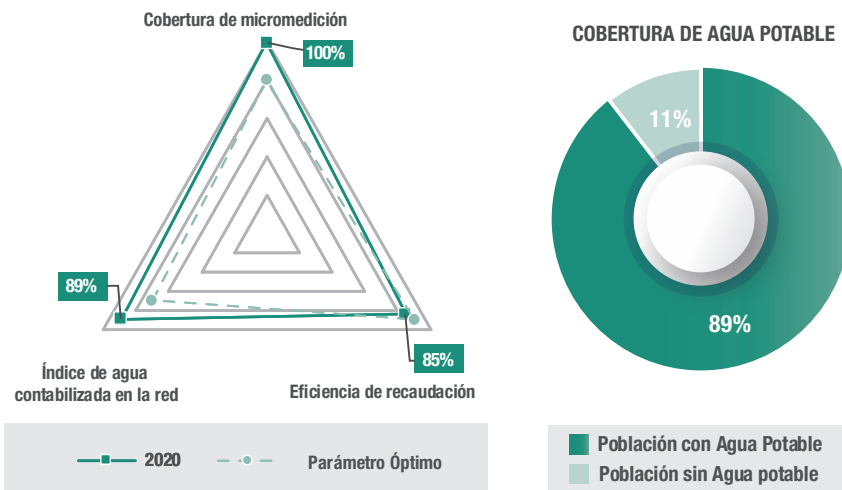 Cobertura de micromedición
100%
89%
85%
Índice de agua
contabilizada en la red
Eficiencia de recaudación
2020
Parámetro Óptimo
COBERTURA DE AGUA POTABLE
11%
89%
Población con Agua Potable
Población sin Agua potable